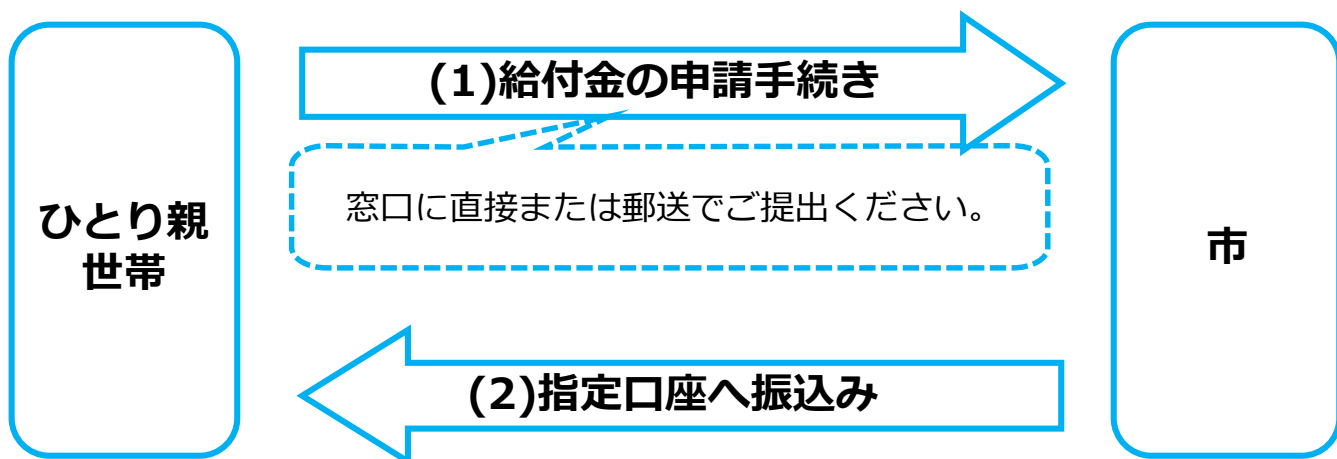 ひとり親
世帯
(1)給付金の申請手続き
窓口に直接または郵送でご提出ください。
(2)指定口座へ振込み
市